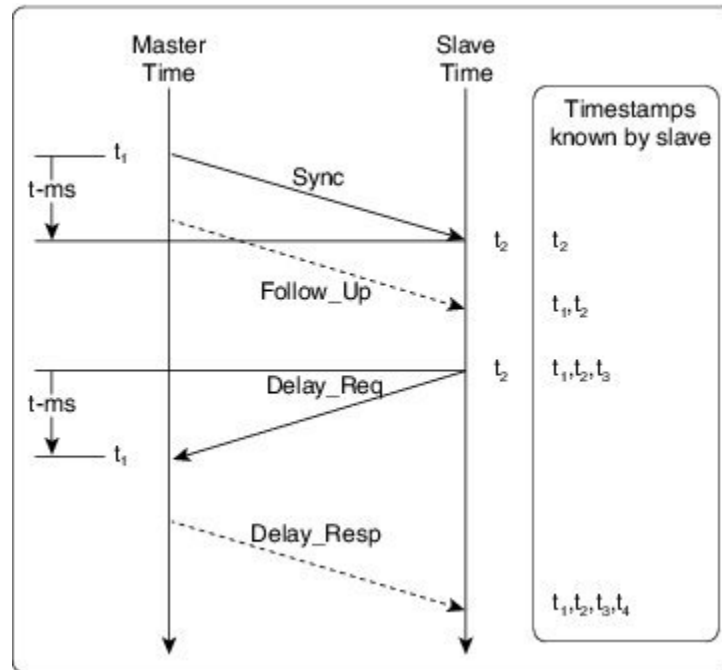 Master
Time
Slave
Time
Timestamps
known by slave
t₁
t-ms
Sync
t₂
t₂
Follow_Up
t₁,t₂
t₂
t₁,t₂,t₃
Delay_Req
t-ms
t₁
Delay_Resp
t₁,t₂,t₃,t₄